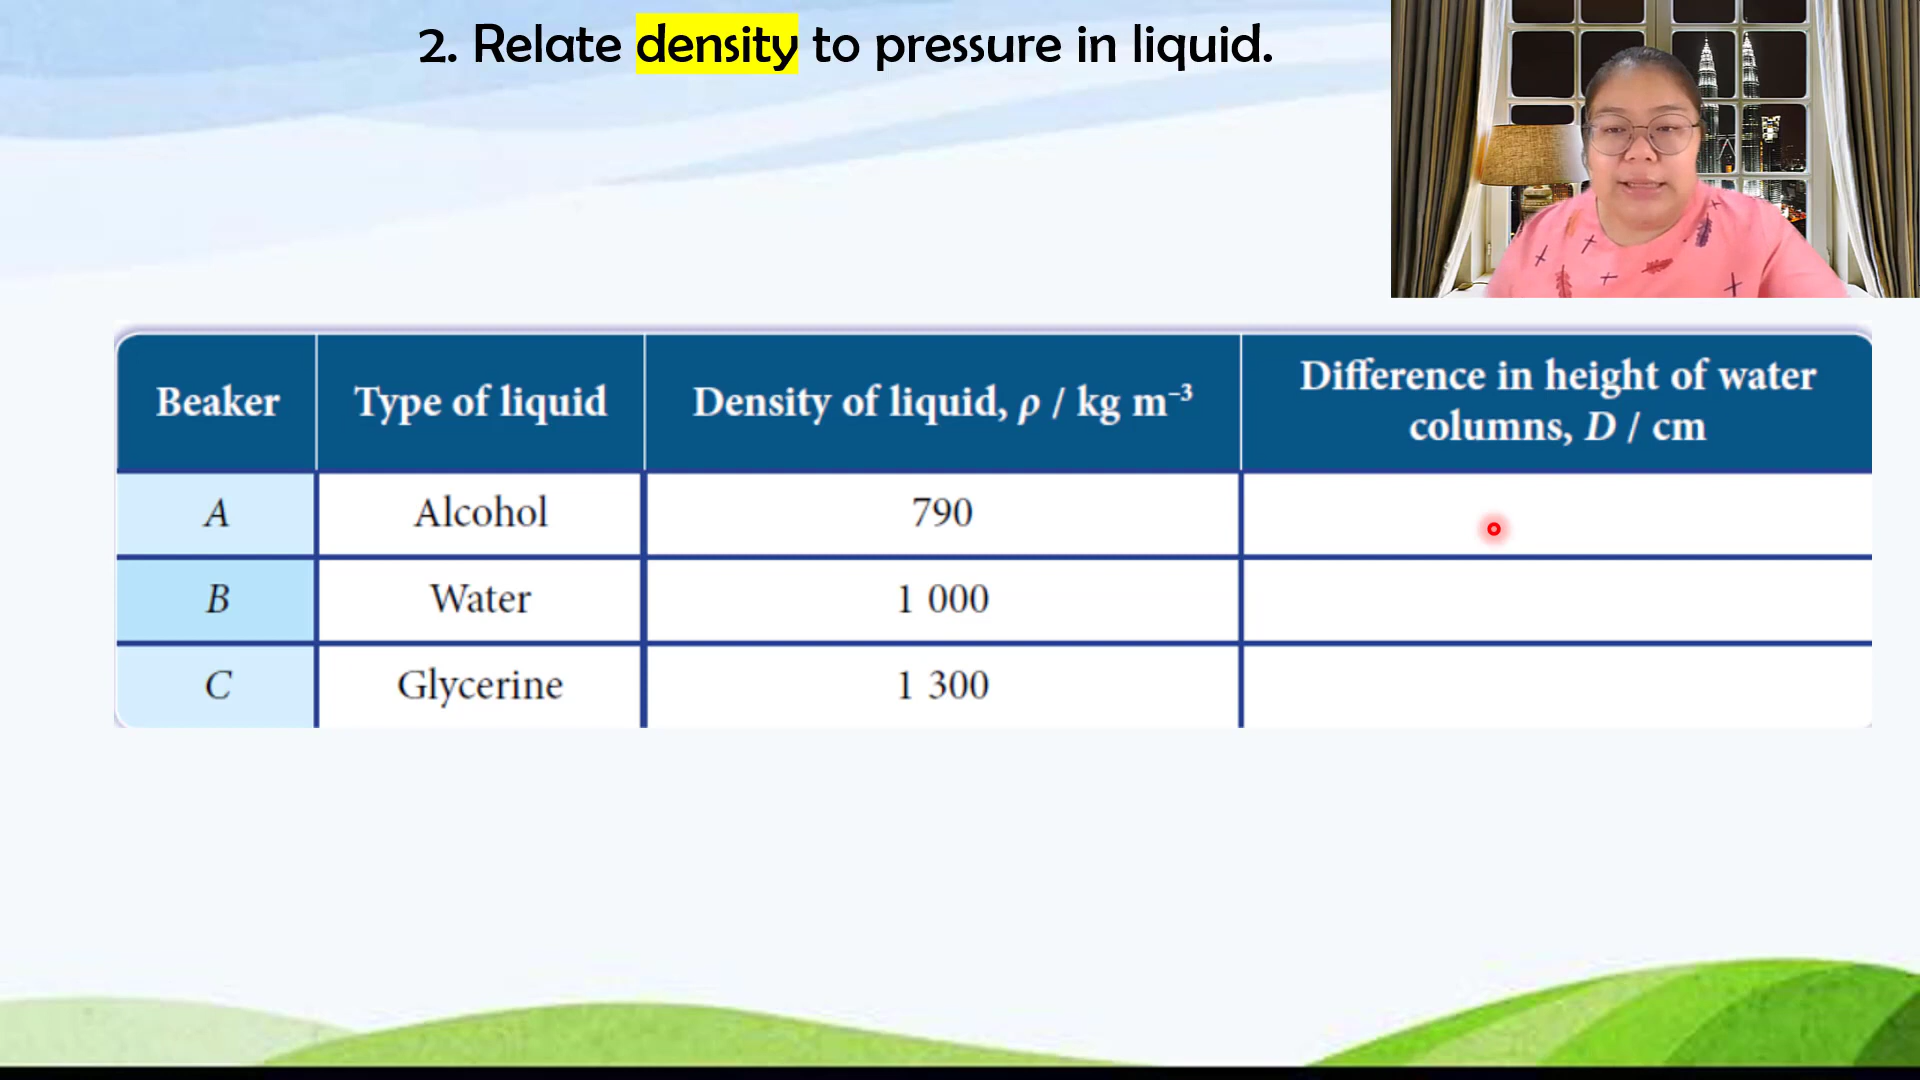 2. Relate density to pressure in liquid.
Beaker Type of liquid Density of liquid, ρ / kg m⁻³ Difference in height of water columns, D / cm
A Alcohol 790
B Water 1 000
C Glycerine 1 300